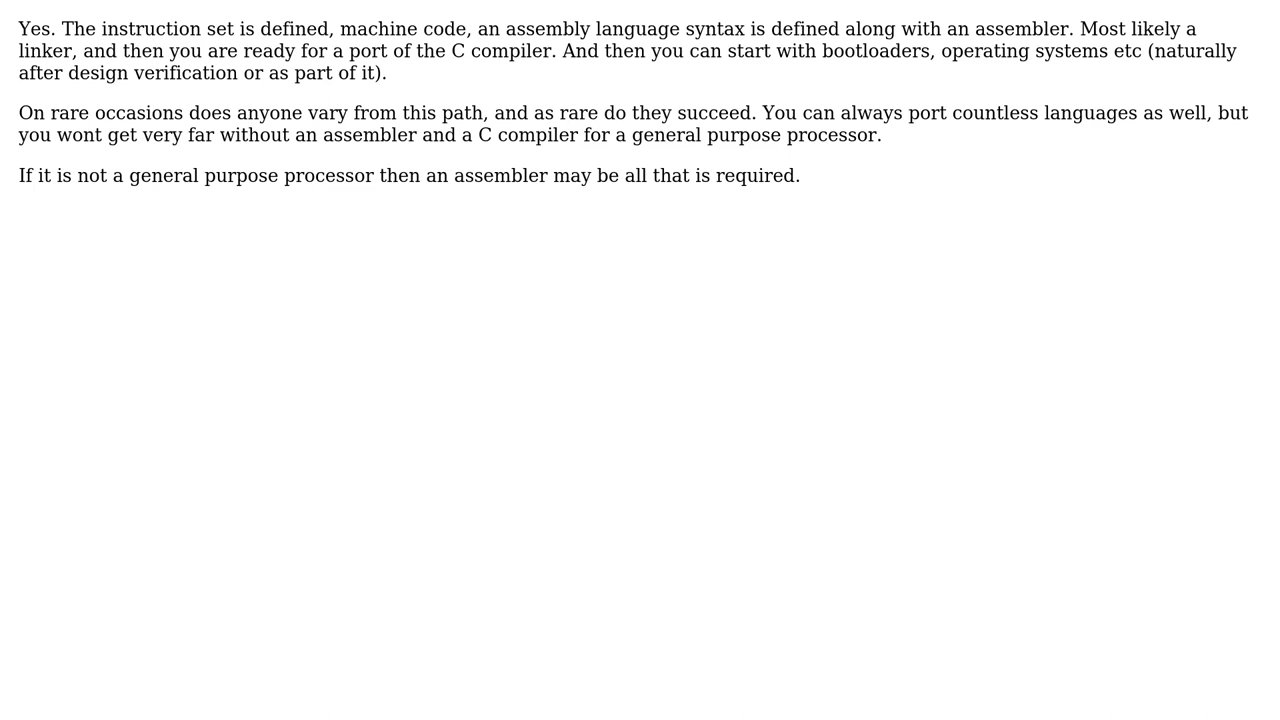 Yes. The instruction set is defined, machine code, an assembly language syntax is defined along with an assembler. Most likely a
linker, and then you are ready for a port of the C compiler. And then you can start with bootloaders, operating systems etc (naturally
after design verification or as part of it).
On rare occasions does anyone vary from this path, and as rare do they succeed. You can always port countless languages as well, but
you wont get very far without an assembler and a C compiler for a general purpose processor.
If it is not a general purpose processor then an assembler may be all that is required.